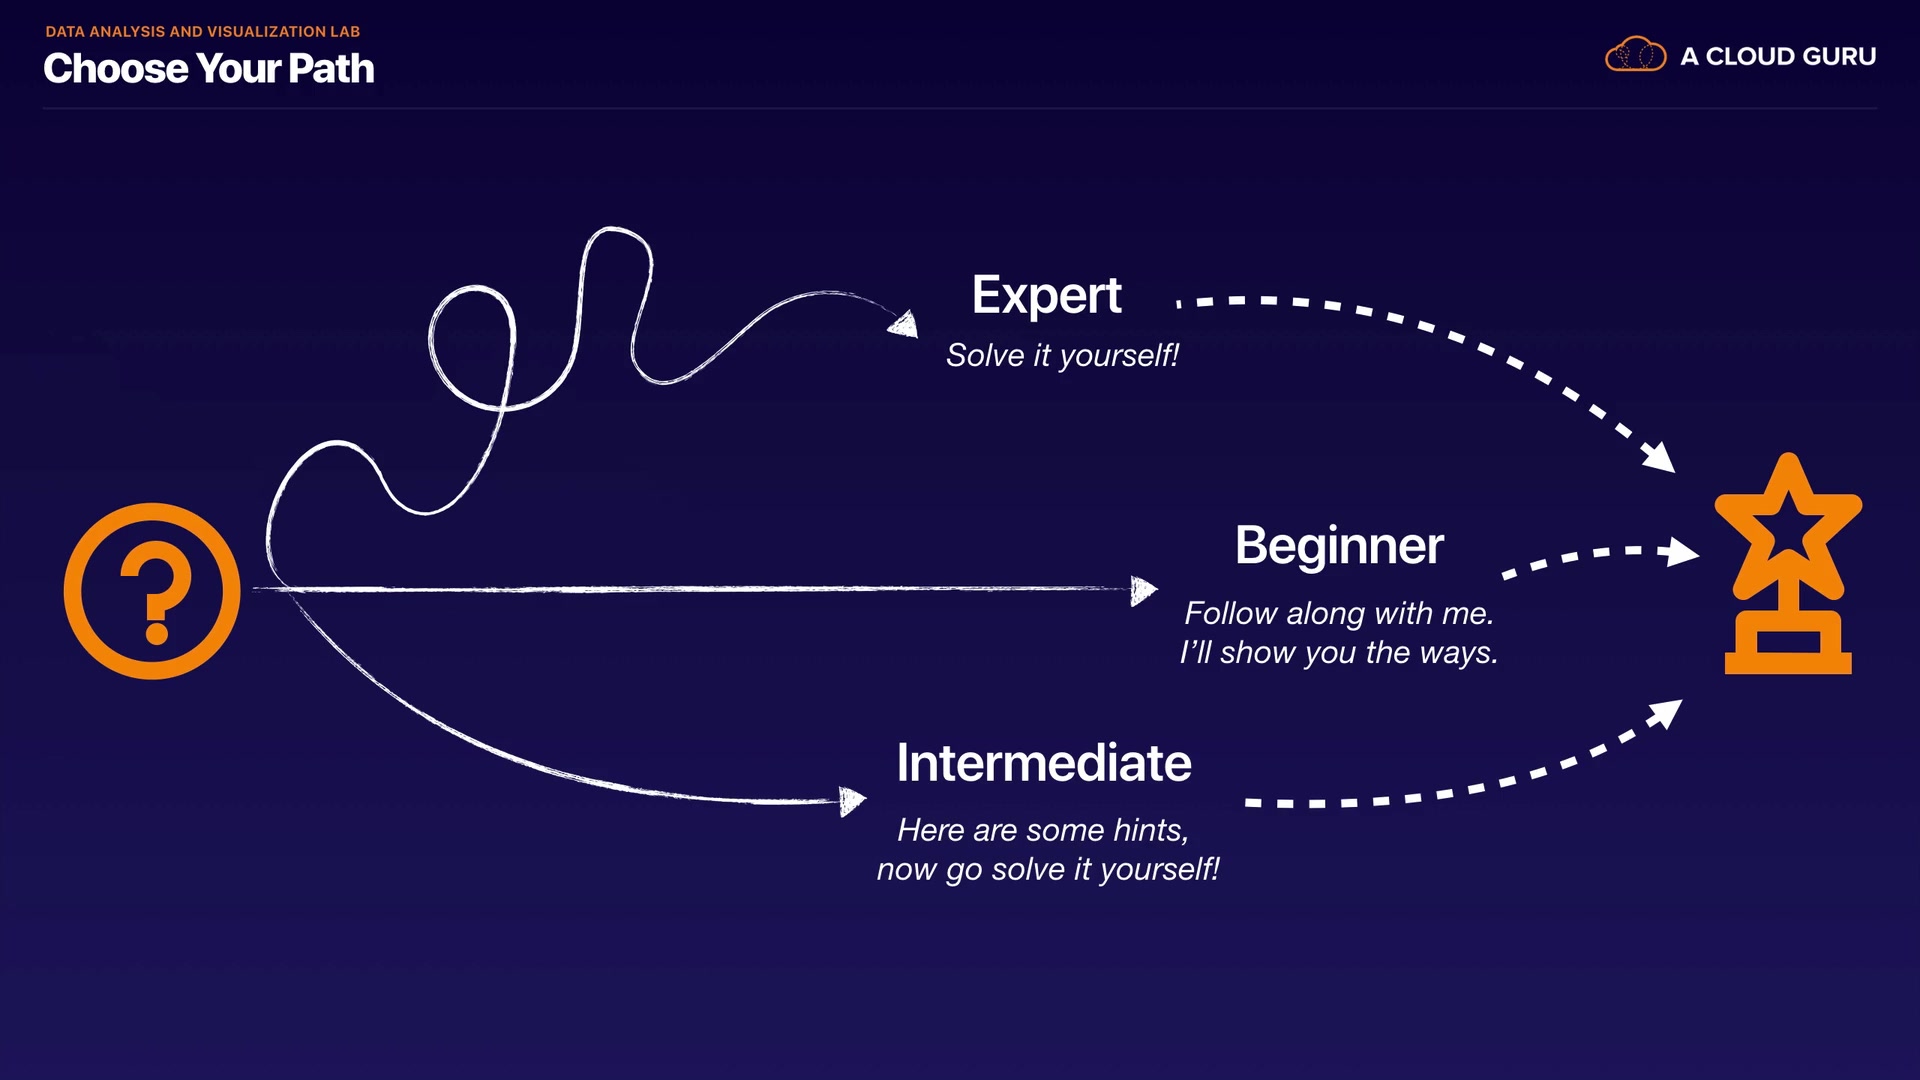 DATA ANALYSIS AND VISUALIZATION LAB
Choose Your Path
A CLOUD GURU
Expert
Solve it yourself!
?
Beginner
Follow along with me.
I’ll show you the ways.
Intermediate
Here are some hints,
now go solve it yourself!